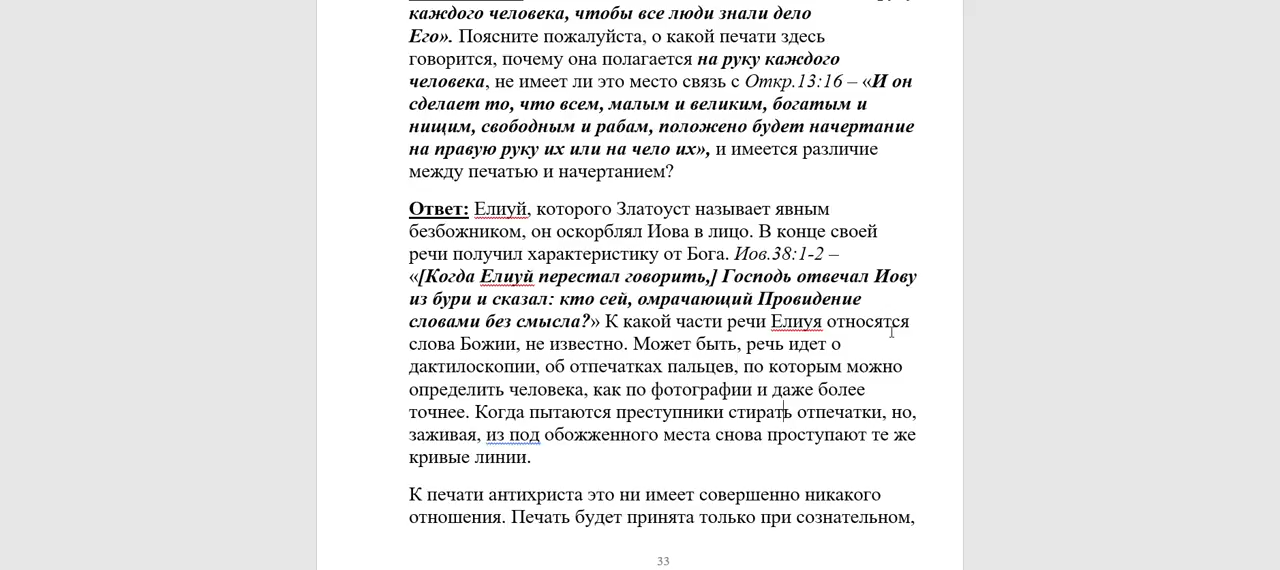 каждого человека, чтобы все люди знали дело
Его». Поясните пожалуйста, о какой печати здесь
говорится, почему она полагается на руку каждого
человека, не имеет ли это место связь с Откр.13:16 – «И он
сделает то, что всем, малым и великим, богатым и
нищим, свободным и рабам, положено будет начертание
на правую руку их или на чело их», и имеется различие
между печатью и начертанием?
Ответ: Елиуй, которого Златоуст называет явным
безбожником, он оскорблял Иова в лицо. В конце своей
речи получил характеристику от Бога. Иов.38:1-2 –
«[Когда Елиуй перестал говорить,] Господь отвечал Иову
из бури и сказал: кто сей, омрачающий Провидение
словами без смысла?» К какой части речи Елиуя относятся
слова Божии, не известно. Может быть, речь идет о
дактилоскопии, об отпечатках пальцев, по которым можно
определить человека, как по фотографии и даже более
точнее. Когда пытаются преступники стирать отпечатки, но,
заживая, из под обожженного места снова проступают те же
кривые линии.
К печати антихриста это ни имеет совершенно никакого
отношения. Печать будет принята только при сознательном,
33